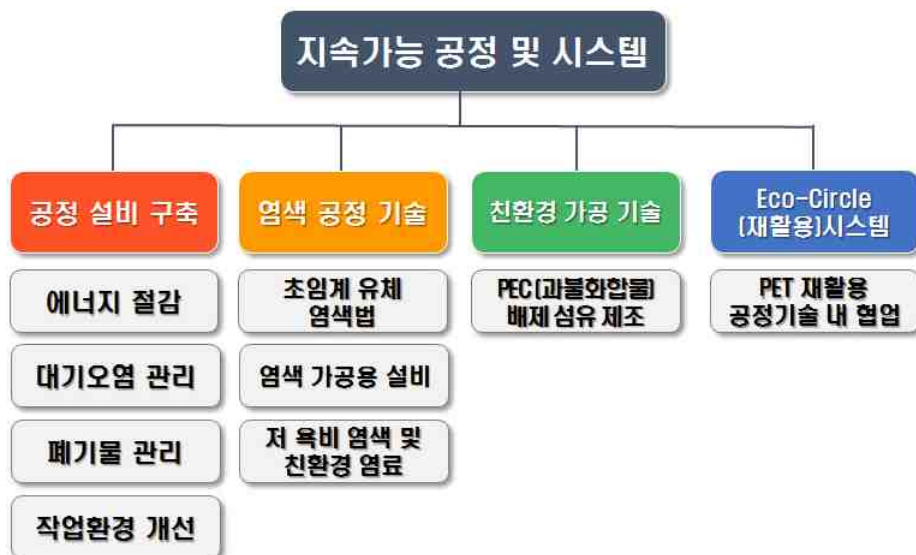 지속가능 공정 및 시스템
공정 설비 구축
염색 공정 기술
친환경 가공 기술
Eco-Circle
(재활용)시스템
에너지 절감
대기오염 관리
폐기물 관리
작업환경 개선
초임계 유체
염색법
염색 가공용 설비
저 욕비 염색 및
친환경 염료
PEC(과불화합물)
배제 섬유 제조
PET 재활용
공정기술 내 협업